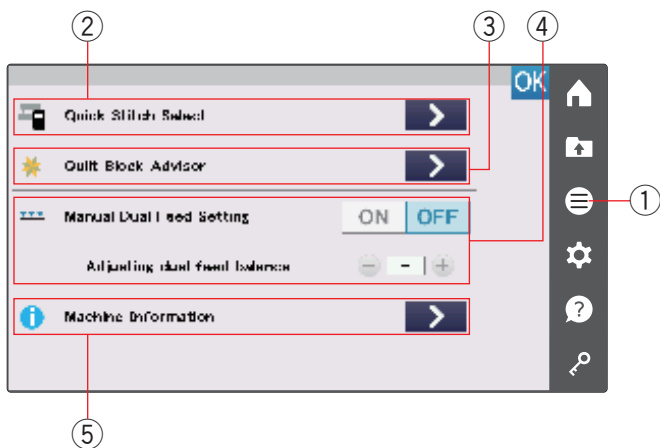 ② ③ ④
OK
Quick Stitch Select
Quilt Block Advisor
①
Manual Dual Feed Setting ON OFF
Adjusting dual feed balance − - +
?
i Machine Information
⑤